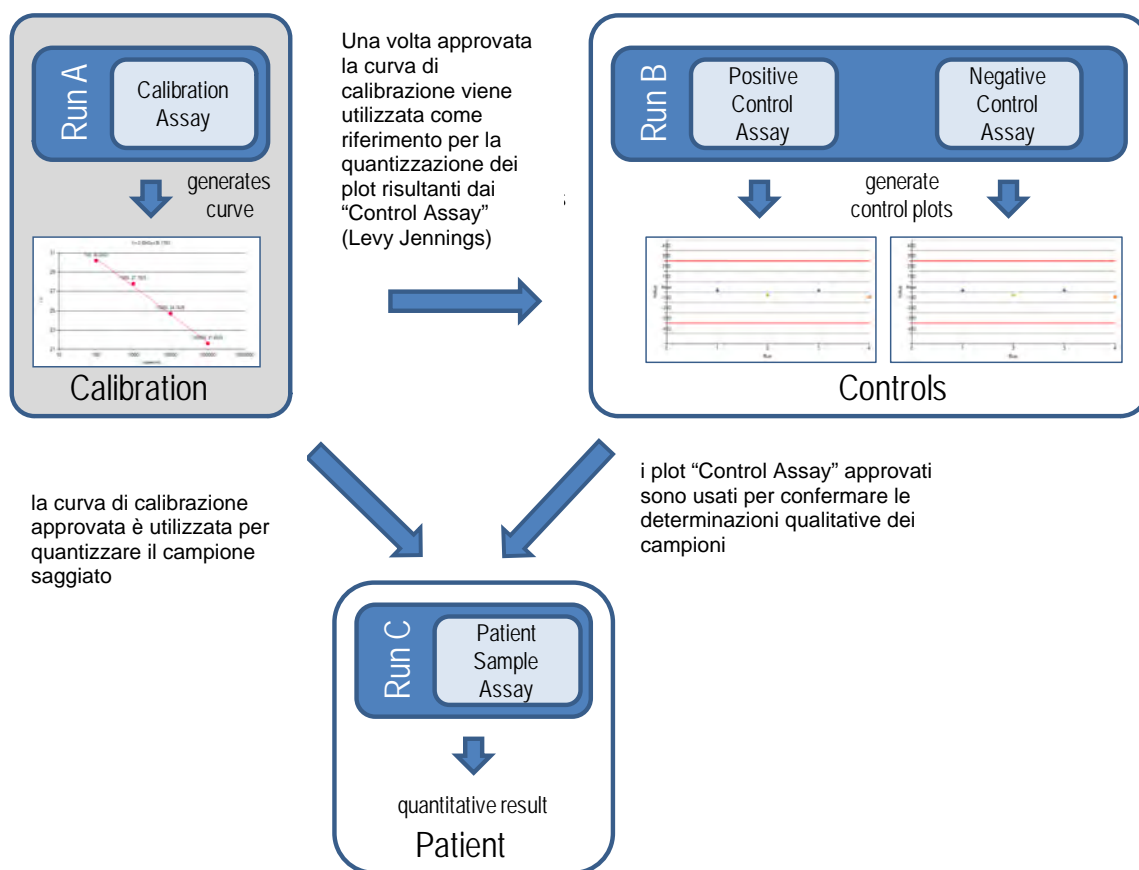 Run A
Calibration
Assay
generates
curve
Calibration
Una volta approvata
la curva di
calibrazione viene
utilizzata come
riferimento per la
quantizzazione dei
plot risultanti dai
“Control Assay”
(Levy Jennings)
Run B
Positive
Control
Assay
Negative
Control
Assay
generate
control plots
Controls
la curva di calibrazione
approvata è utilizzata per
quantizzare il campione
saggiato
i plot “Control Assay” approvati
sono usati per confermare le
determinazioni qualitative dei
campioni
Run C
Patient
Sample
Assay
quantitative result
Patient